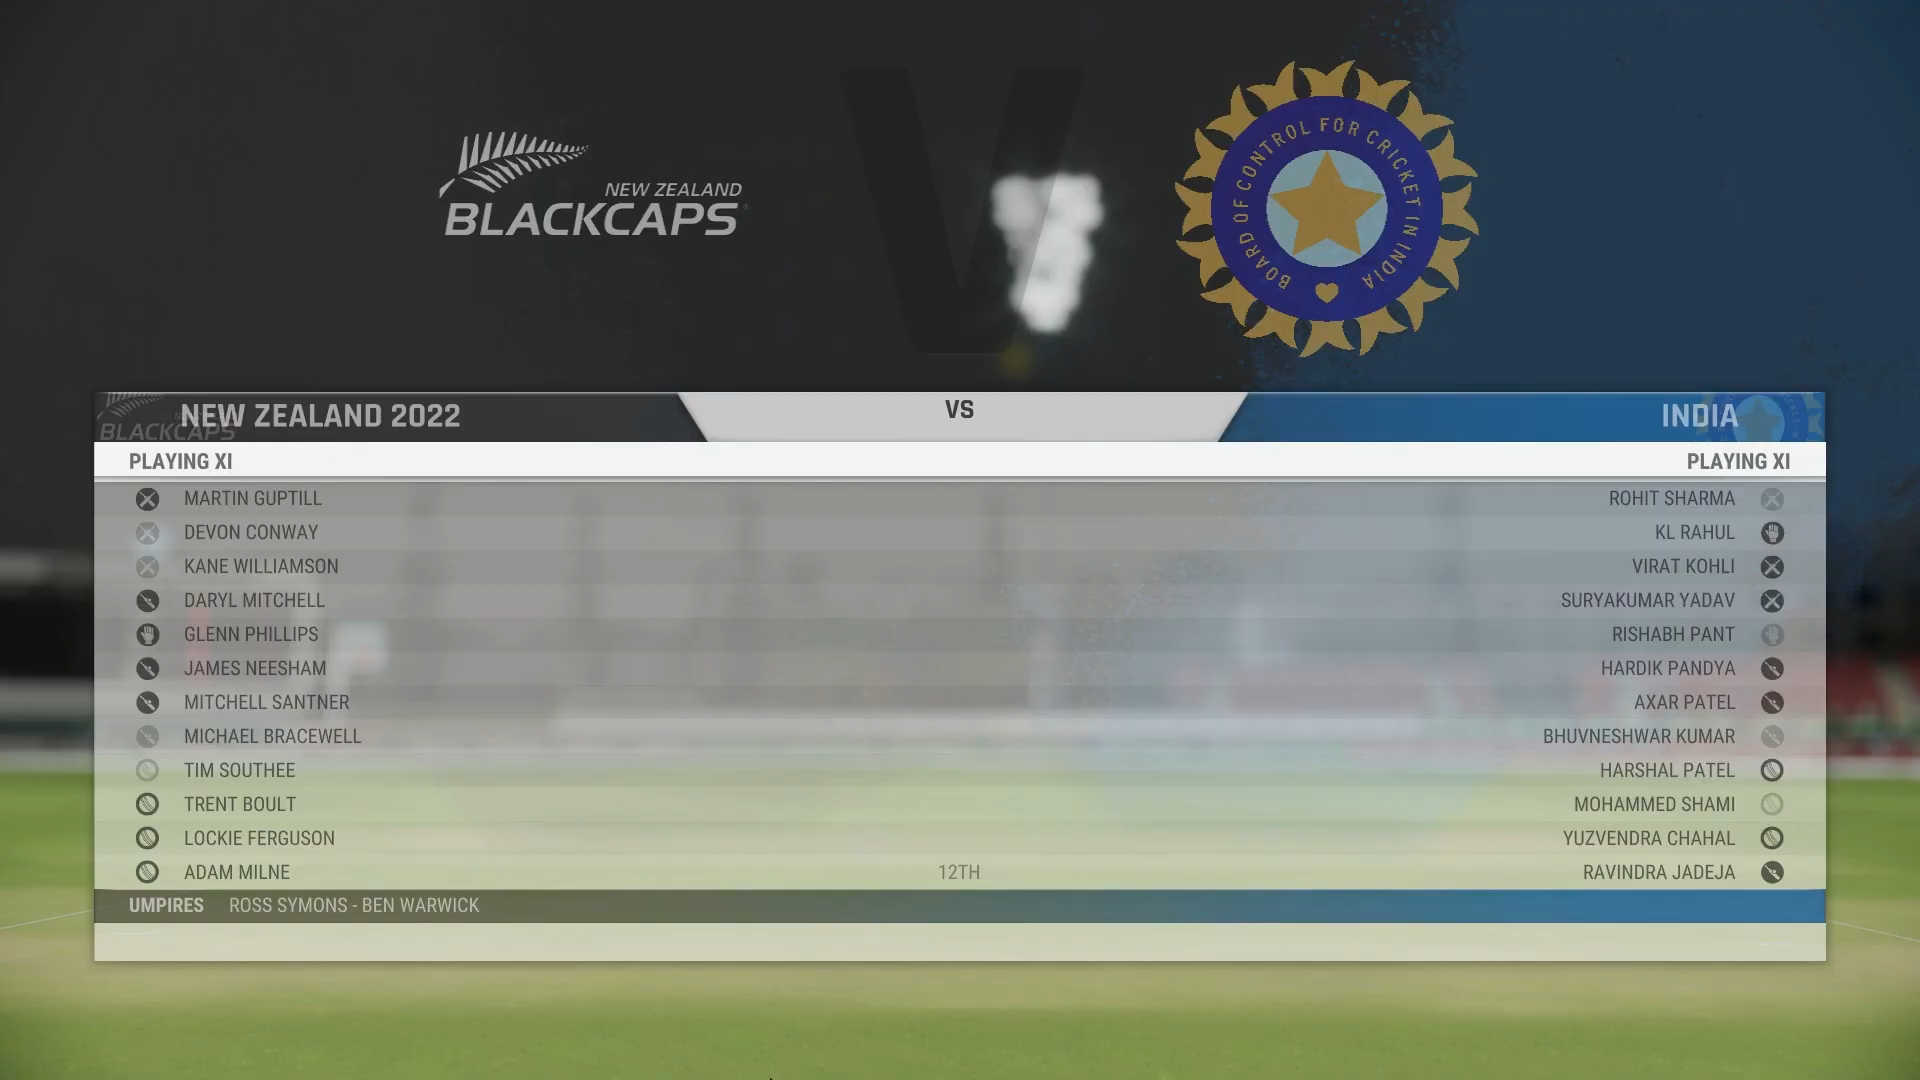 NEW ZEALAND
BLACKCAPS
BOARD OF CONTROL FOR CRICKET IN INDIA
V
NEW ZEALAND 2022
VS
INDIA
BLACKCAPS
PLAYING XI
PLAYING XI
MARTIN GUPTILL
ROHIT SHARMA
DEVON CONWAY
KL RAHUL
KANE WILLIAMSON
VIRAT KOHLI
DARYL MITCHELL
SURYAKUMAR YADAV
GLENN PHILLIPS
RISHABH PANT
JAMES NEESHAM
HARDIK PANDYA
MITCHELL SANTNER
AXAR PATEL
MICHAEL BRACEWELL
BHUVNESHWAR KUMAR
TIM SOUTHEE
HARSHAL PATEL
TRENT BOULT
MOHAMMED SHAMI
LOCKIE FERGUSON
YUZVENDRA CHAHAL
ADAM MILNE
12TH
RAVINDRA JADEJA
UMPIRES ROSS SYMONS - BEN WARWICK